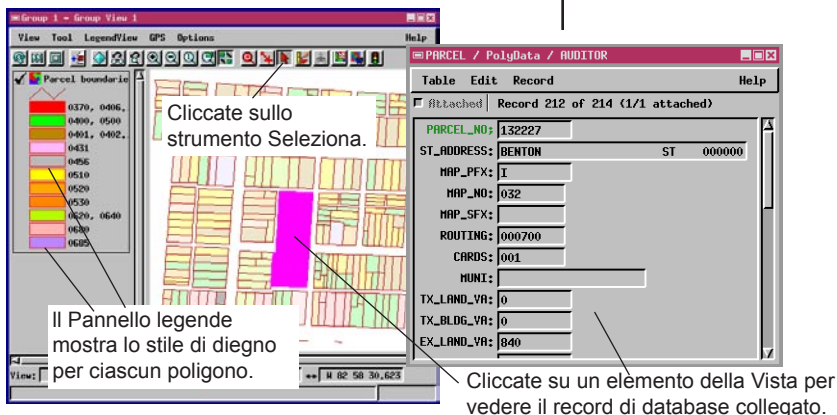 Group 1 - Group View 1
View Tool LegendView GPS Options Help
Parcel boundarie
0370, 0406,
0400, 0500
0401, 0402,
0431
0456
0510
0520
0530
0620, 0640
0680
0685
Cliccate sullo
strumento Seleziona.
Il Pannello legende
mostra lo stile di diegno
per ciascun poligono.
View:
W 82 58 30.623
PARCEL / PolyData / AUDITOR
Table Edit Record Help
Attached Record 212 of 214 (1/1 attached)
PARCEL_NO: 132227
ST_ADDRESS: BENTON ST 000000
MAP_PFX: I
MAP_NO: 032
MAP_SFX:
ROUTING: 000700
CARDS: 001
MUNI:
TX_LAND_VA: 0
TX_BLDG_VA: 0
EX_LAND_VA: 840
Cliccate su un elemento della Vista per
vedere il record di database collegato.